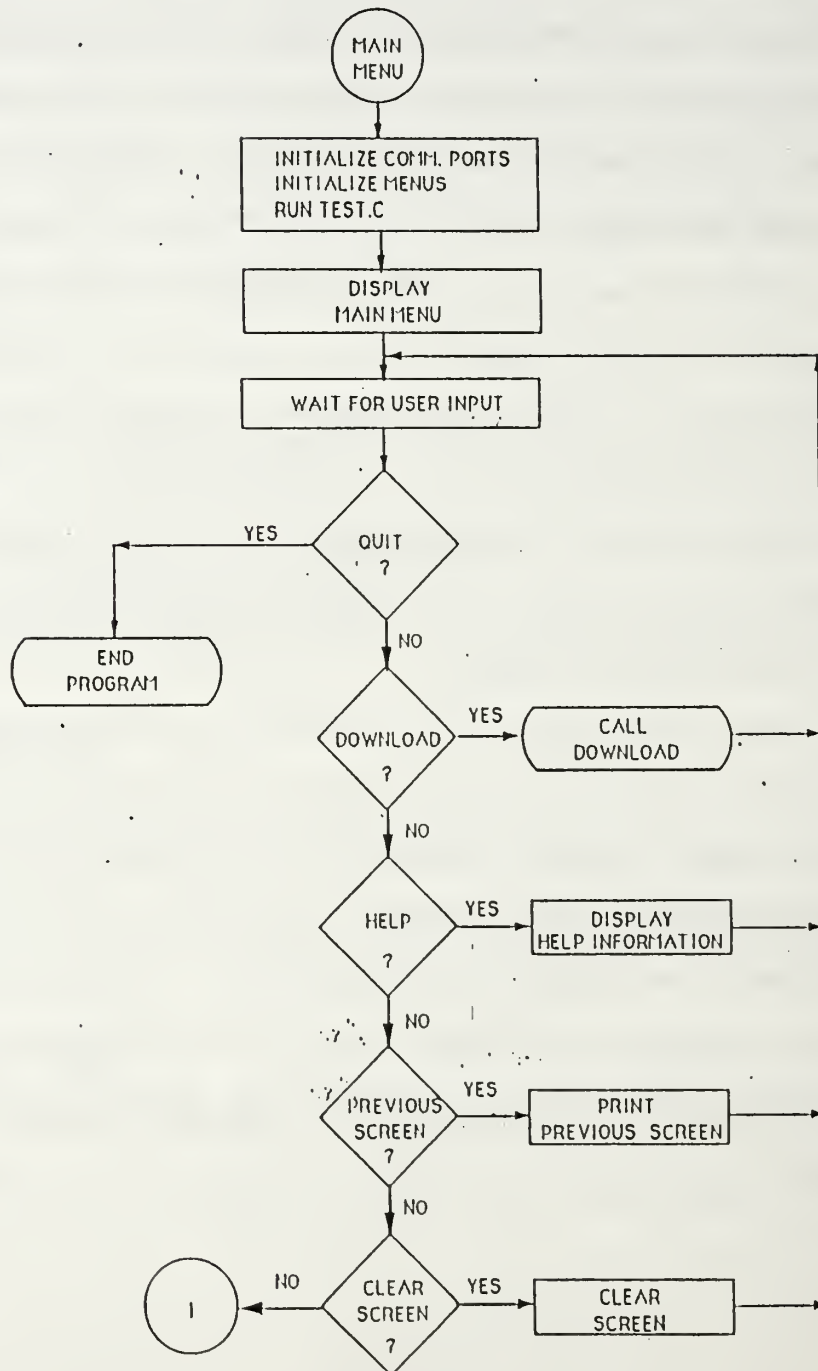 MAIN
MENU
INITIALIZE COMM. PORTS
INITIALIZE MENUS
RUN TEST.C
DISPLAY
MAIN MENU
WAIT FOR USER INPUT
YES
QUIT
?
END
PROGRAM
NO
DOWNLOAD
?
YES
CALL
DOWNLOAD
NO
HELP
?
YES
DISPLAY
HELP INFORMATION
NO
PREVIOUS
SCREEN
?
YES
PRINT
PREVIOUS SCREEN
NO
NO
1
CLEAR
SCREEN
?
YES
CLEAR
SCREEN